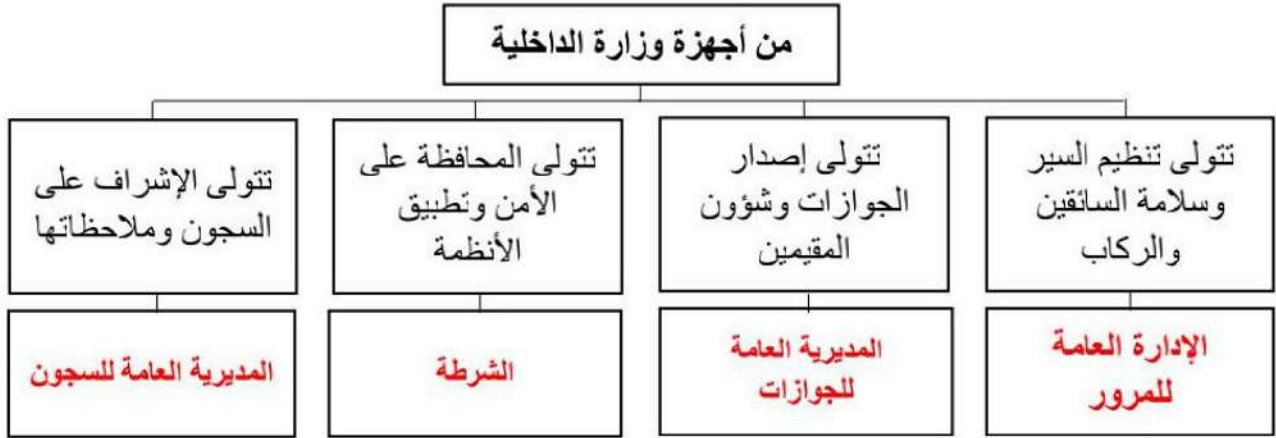 من أجهزة وزارة الداخلية
تتولى تنظيم السير
وسلامة السائقين
والركاب
تتولى إصدار
الجوازات وشؤون
المقيمين
تتولى المحافظة على
الأمن وتطبيق
الأنظمة
تتولى الإشراف على
السجون وملاحظاتها
الإدارة العامة
للمرور
المديرية العامة
للجوازات
الشرطة
المديرية العامة للسجون